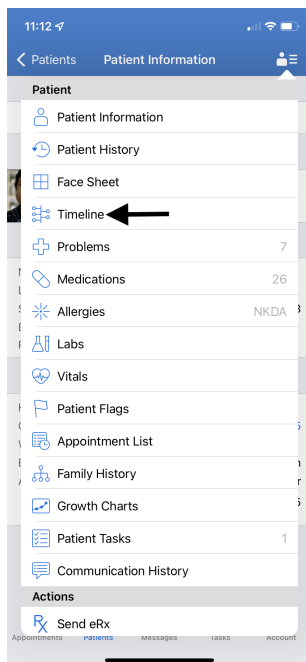 11:12
Patients Patient Information
Patient
Patient Information
Patient History
Face Sheet
Timeline
Problems 7
Medications 26
Allergies NKDA
Labs
Vitals
Patient Flags
Appointment List
Family History
Growth Charts
Patient Tasks 1
Communication History
Actions
Rx Send eRx
Appointments Patients Messages Tasks Account